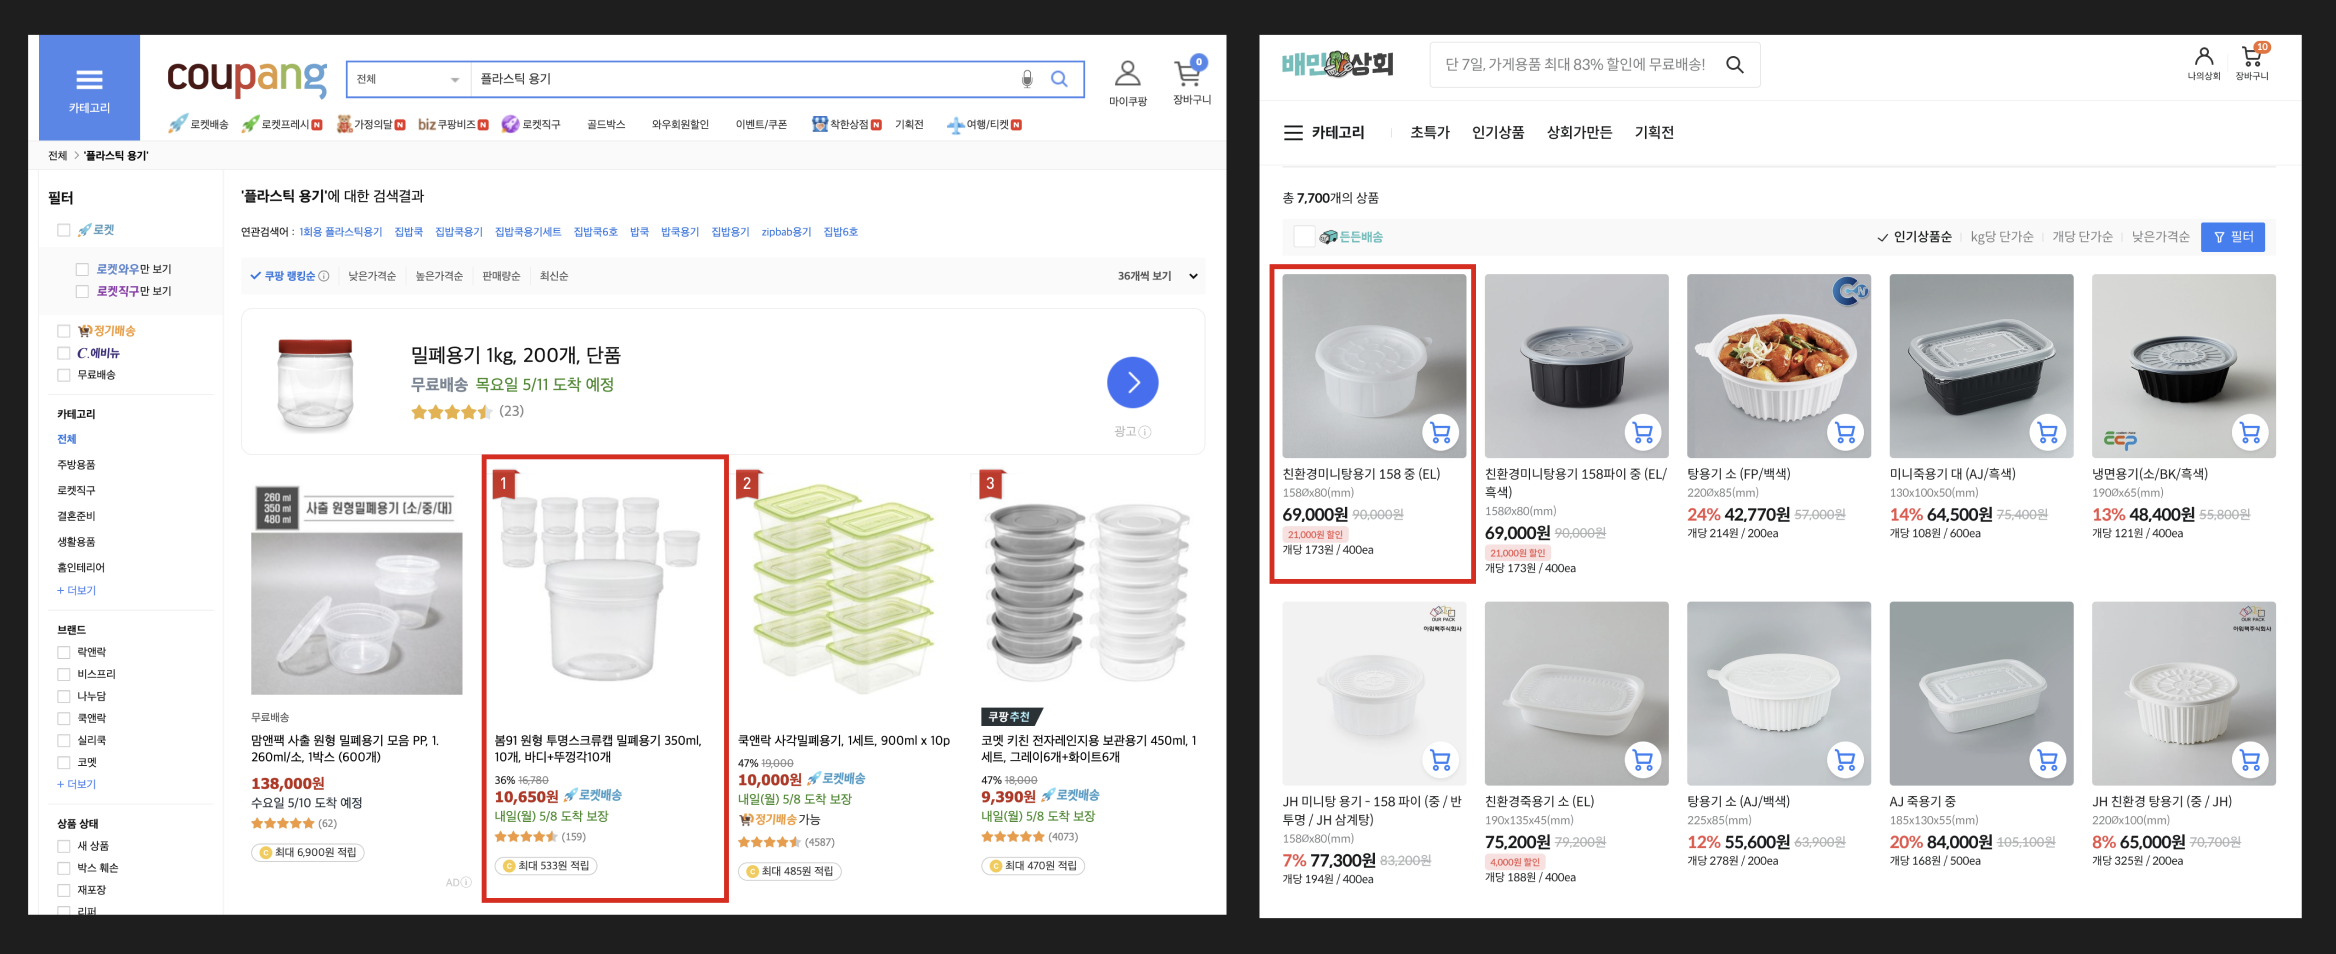 카테고리
coupang
전체
플라스틱 용기
마이쿠팡
0
장바구니
로켓배송
로켓프레시 N
가정의달 N
biz 쿠팡비즈 N
로켓직구
골드박스
와우회원할인
이벤트/쿠폰
착한상점 N
기획전
여행/티켓 N
전체 > '플라스틱 용기'
필터
로켓
로켓와우만 보기
로켓직구만 보기
정기배송
C.에비뉴
무료배송
카테고리
전체
주방용품
로켓직구
결혼준비
생활용품
홈인테리어
+ 더보기
브랜드
락앤락
비스프리
나누담
쿡앤락
실리쿡
코멧
+ 더보기
상품 상태
새 상품
박스 훼손
재포장
리퍼
'플라스틱 용기'에 대한 검색결과
연관검색어 : 1회용 플라스틱용기 집밥쿡 집밥쿡용기 집밥쿡용기세트 집밥쿡6호 밥쿡 밥쿡용기 집밥용기 zipbab용기 집밥6호
쿠팡 랭킹순 낮은가격순 높은가격순 판매량순 최신순
36개씩 보기
밀폐용기 1kg, 200개, 단품
무료배송 목요일 5/11 도착 예정
(23)
광고
260 ml
350 ml
480 ml
사출 원형밀폐용기 (소/중/대)
무료배송
맘앤팩 사출 원형 밀폐용기 모음 PP, 1.
260ml/소, 1박스 (600개)
138,000원
수요일 5/10 도착 예정
(62)
최대 6,900원 적립
AD
1
봄91 원형 투명스크류캡 밀폐용기 350ml,
10개, 바디+뚜껑각10개
36% 16,780
10,650원 로켓배송
내일(월) 5/8 도착 보장
(159)
최대 533원 적립
2
쿡앤락 사각밀폐용기, 1세트, 900ml x 10p
47% 19,000
10,000원 로켓배송
내일(월) 5/8 도착 보장
정기배송 가능
(4587)
최대 485원 적립
3
쿠팡추천
코멧 키친 전자레인지용 보관용기 450ml, 1
세트, 그레이6개+화이트6개
47% 18,000
9,390원 로켓배송
내일(월) 5/8 도착 보장
(4073)
최대 470원 적립
배민상회
단 7일, 가게용품 최대 83% 할인에 무료배송!
나의상회
10
장바구니
카테고리
초특가
인기상품
상회가만든
기획전
총 7,700개의 상품
든든배송
인기상품순 kg당 단가순 개당 단가순 낮은가격순
필터
친환경미니탕용기 158 중 (EL)
158Øx80(mm)
69,000원 90,000원
21,000원 할인
개당 173원 / 400ea
친환경미니탕용기 158파이 중 (EL/
흑색)
158Øx80(mm)
69,000원 90,000원
21,000원 할인
개당 173원 / 400ea
탕용기 소 (FP/백색)
220Øx85(mm)
24% 42,770원 57,000원
개당 214원 / 200ea
미니죽용기 대 (AJ/흑색)
130x100x50(mm)
14% 64,500원 75,400원
개당 108원 / 600ea
ecp
냉면용기(소/BK/흑색)
190Øx65(mm)
13% 48,400원 55,800원
개당 121원 / 400ea
OUR PACK
아워팩주식회사
JH 미니탕 용기 - 158 파이 (중 / 반
투명 / JH 삼계탕)
158Øx80(mm)
7% 77,300원 83,200원
개당 194원 / 400ea
친환경죽용기 소 (EL)
190x135x45(mm)
75,200원 79,200원
4,000원 할인
개당 188원 / 400ea
탕용기 소 (AJ/백색)
225x85(mm)
12% 55,600원 63,900원
개당 278원 / 200ea
AJ 죽용기 중
185x130x55(mm)
20% 84,000원 105,100원
개당 168원 / 500ea
OUR PACK
아워팩주식회사
JH 친환경 탕용기 (중 / JH)
220Øx100(mm)
8% 65,000원 70,700원
개당 325원 / 200ea